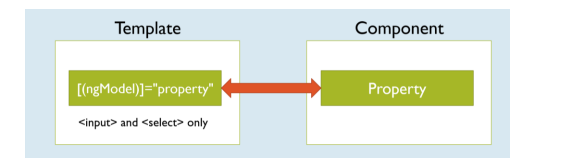 Template
Component
[(ngModel)]="property"
Property
<input> and <select> only